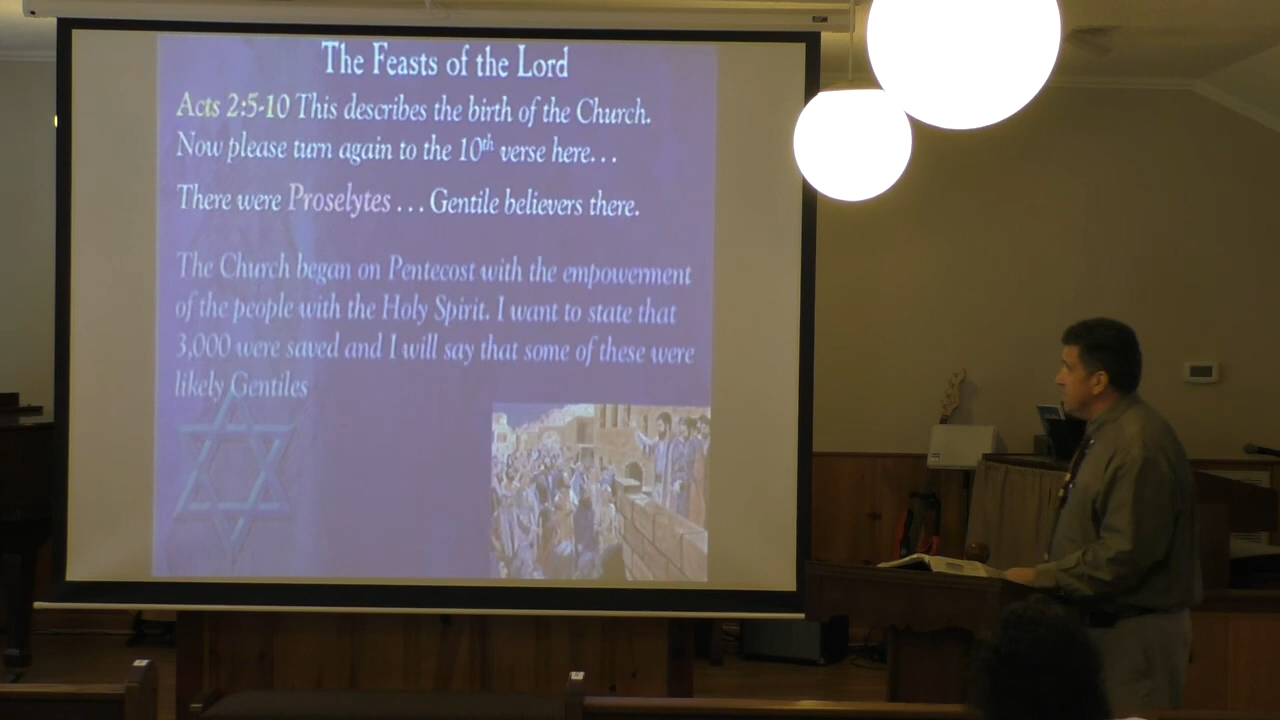 The Feasts of the Lord
Acts 2:5-10 This describes the birth of the Church.
Now please turn again to the 10th verse here...
There were Proselytes ... Gentile believers there.
The Church began on Pentecost with the empowerment
of the people with the Holy Spirit. I want to state that
3,000 were saved and I will say that some of these were
likely Gentiles